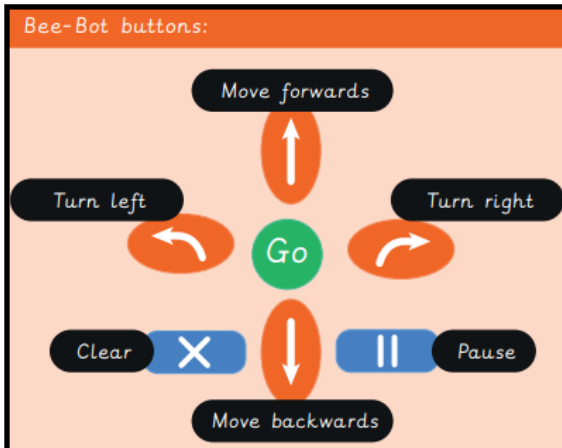 Bee-Bot buttons:
Move forwards
Turn left
Turn right
Go
Clear
Pause
Move backwards